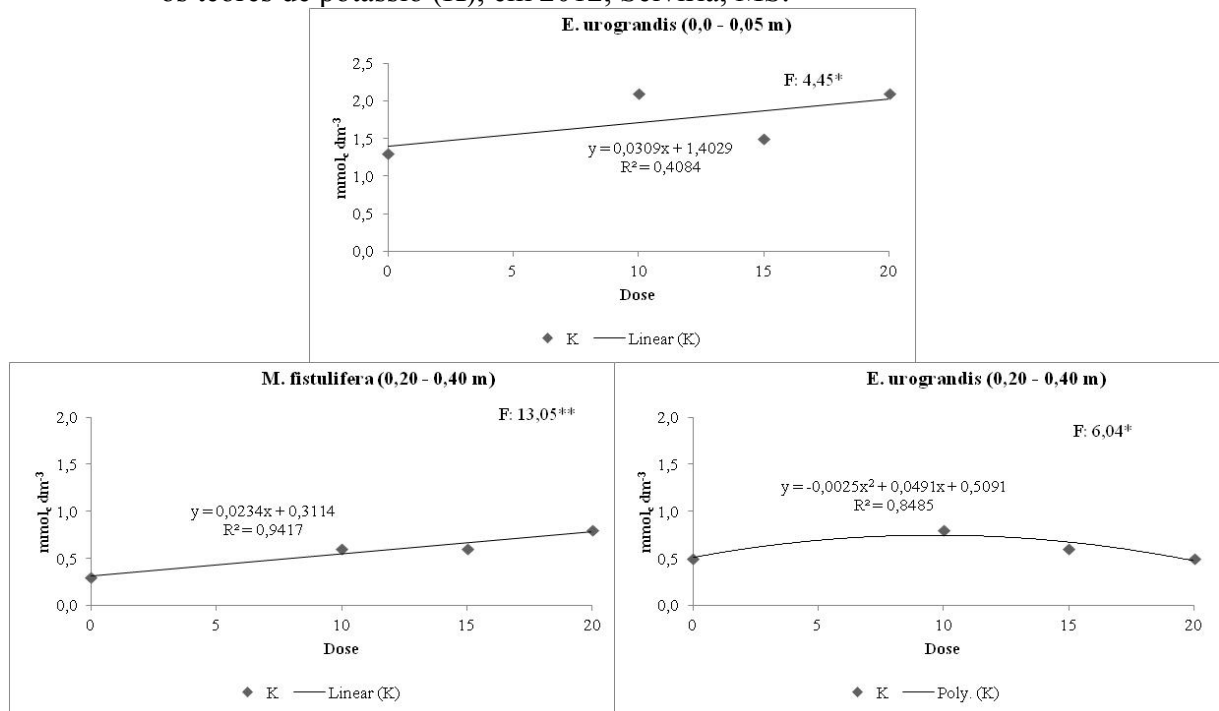 os teores de potássio (K), em 2012, Selvíria, MS.
E. urograndis (0,0 - 0,05 m)
F: 4,45*
mmol_c dm⁻³
2,5
2,0
1,5
1,0
0,5
0,0
y = 0,0309x + 1,4029
R² = 0,4084
0 5 10 15 20
Dose
K Linear (K)
M. fistulifera (0,20 - 0,40 m)
F: 13,05**
mmol_c dm⁻³
2,0
1,5
1,0
0,5
0,0
y = 0,0234x + 0,3114
R² = 0,9417
0 5 10 15 20
Dose
K Linear (K)
E. urograndis (0,20 - 0,40 m)
F: 6,04*
mmol_c dm⁻³
2,0
1,5
1,0
0,5
0,0
y = -0,0025x² + 0,0491x + 0,5091
R² = 0,8485
0 5 10 15 20
Dose
K Poly. (K)